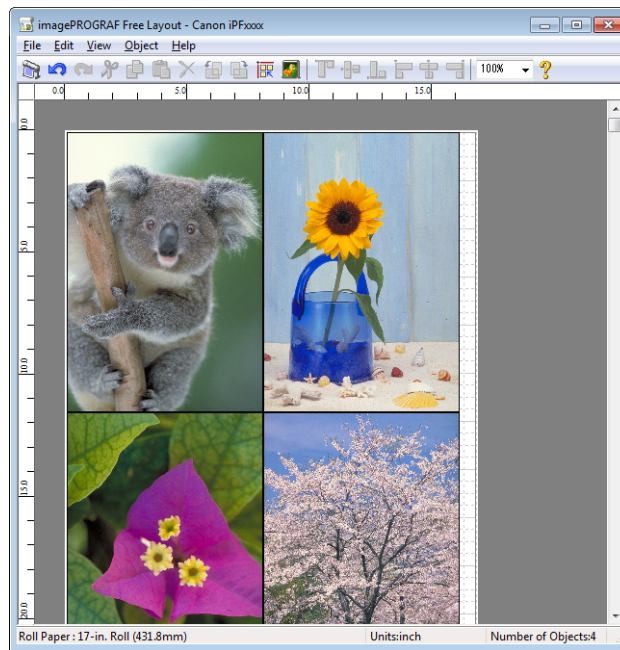 imagePROGRAF Free Layout - Canon iPFxxxx
File Edit View Object Help
100%
0.0 5.0 10.0 15.0
0.0
5.0
10.0
15.0
20.0
Roll Paper : 17-in. Roll (431.8mm) Units:inch Number of Objects:4